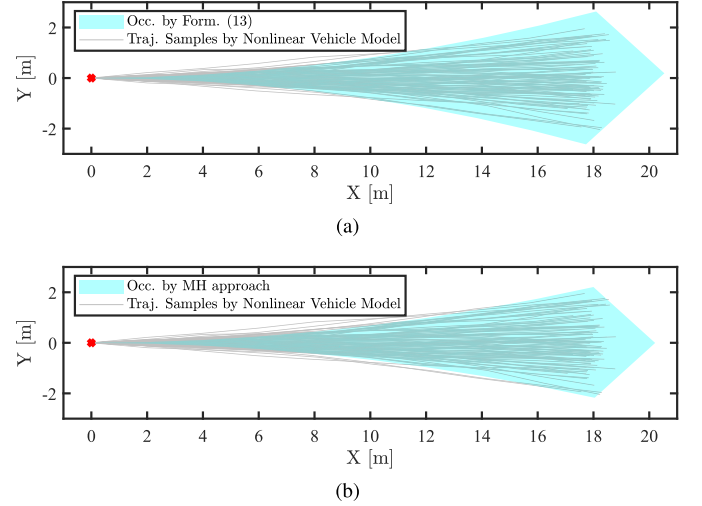 Occ. by Form. (13)
Traj. Samples by Nonlinear Vehicle Model
2
0
-2
Y [m]
0 2 4 6 8 10 12 14 16 18 20
X [m]
(a)
Occ. by MH approach
Traj. Samples by Nonlinear Vehicle Model
2
0
-2
Y [m]
0 2 4 6 8 10 12 14 16 18 20
X [m]
(b)